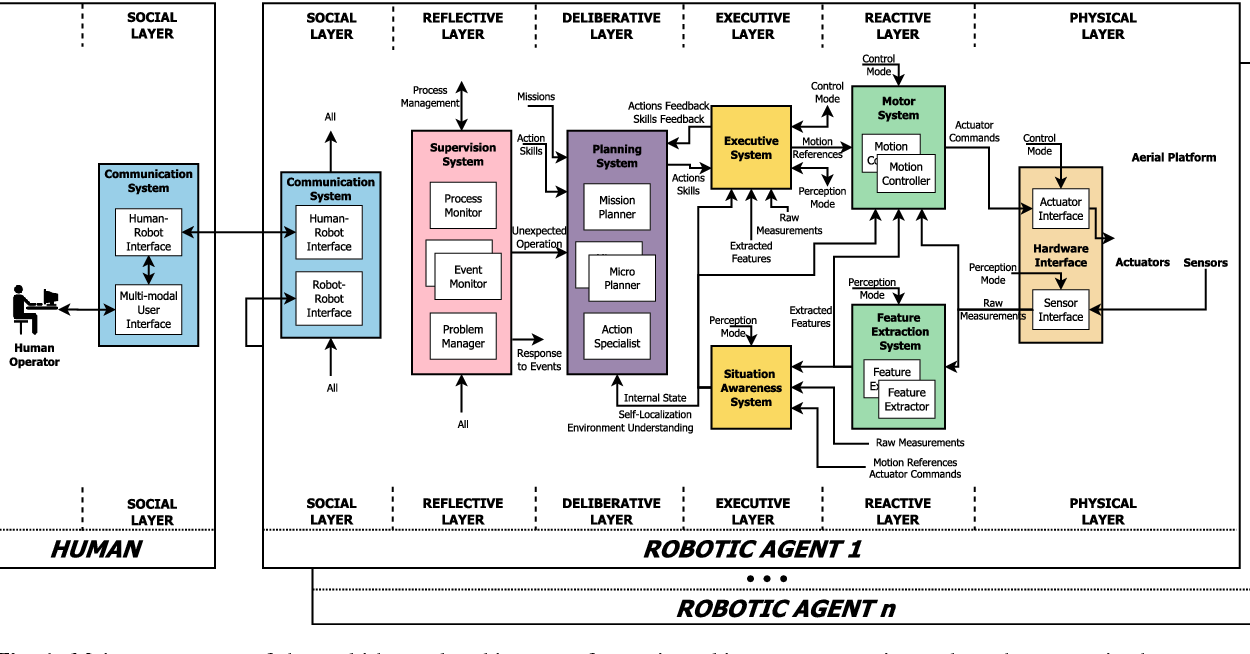 SOCIAL
LAYER
SOCIAL
LAYER
REFLECTIVE
LAYER
DELIBERATIVE
LAYER
EXECUTIVE
LAYER
REACTIVE
LAYER
PHYSICAL
LAYER
Communication
System
Human-
Robot
Interface
Multi-modal
User
Interface
Human
Operator
All
Communication
System
Human-
Robot
Interface
Robot-
Robot
Interface
All
Process
Management
Supervision
System
Process
Monitor
Event
Monitor
Problem
Manager
All
Missions
Action
Skills
Unexpected
Operation
Response
to Events
Planning
System
Mission
Planner
Micro
Planner
Action
Specialist
Internal State
Self-Localization
Environment Understanding
Actions Feedback
Skills Feedback
Actions
Skills
Executive
System
Control
Mode
Motion
References
Perception
Mode
Raw
Measurements
Extracted
Features
Perception
Mode
Situation
Awareness
System
Control
Mode
Motor
System
Motion
Motion
Controller
Actuator
Commands
Perception
Mode
Extracted
Features
Feature
Extraction
System
Feature
Feature
Extractor
Raw Measurements
Motion References
Actuator Commands
Raw
Measurements
Control
Mode
Actuator
Interface
Hardware
Interface
Perception
Mode
Sensor
Interface
Aerial Platform
Actuators
Sensors
SOCIAL
LAYER
SOCIAL
LAYER
REFLECTIVE
LAYER
DELIBERATIVE
LAYER
EXECUTIVE
LAYER
REACTIVE
LAYER
PHYSICAL
LAYER
HUMAN
ROBOTIC AGENT 1
• • •
ROBOTIC AGENT n